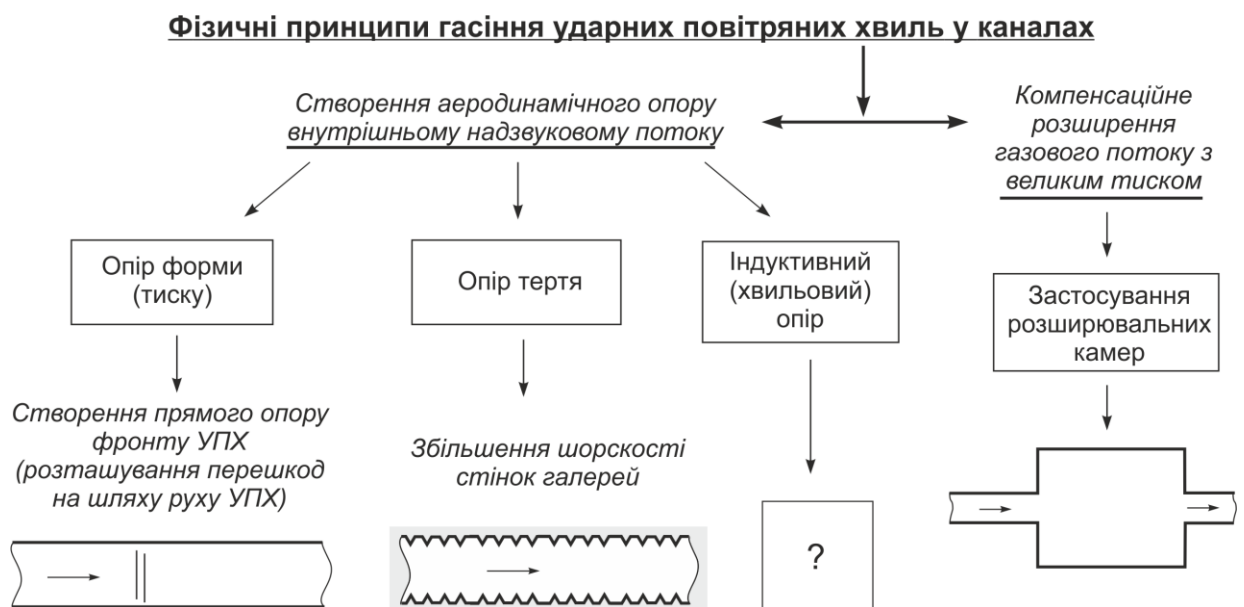 Фізичні принципи гасіння ударних повітряних хвиль у каналах
Створення аеродинамічного опору
внутрішньому надзвуковому потоку
Компенсаційне
розширення
газового потоку з
великим тиском
Опір форми
(тиску)
Опір тертя
Індуктивний
(хвильовий)
опір
Застосування
розширювальних
камер
Створення прямого опору
фронту УПХ
(розташування перешкод
на шляху руху УПХ)
Збільшення шорскості
стінок галерей
?